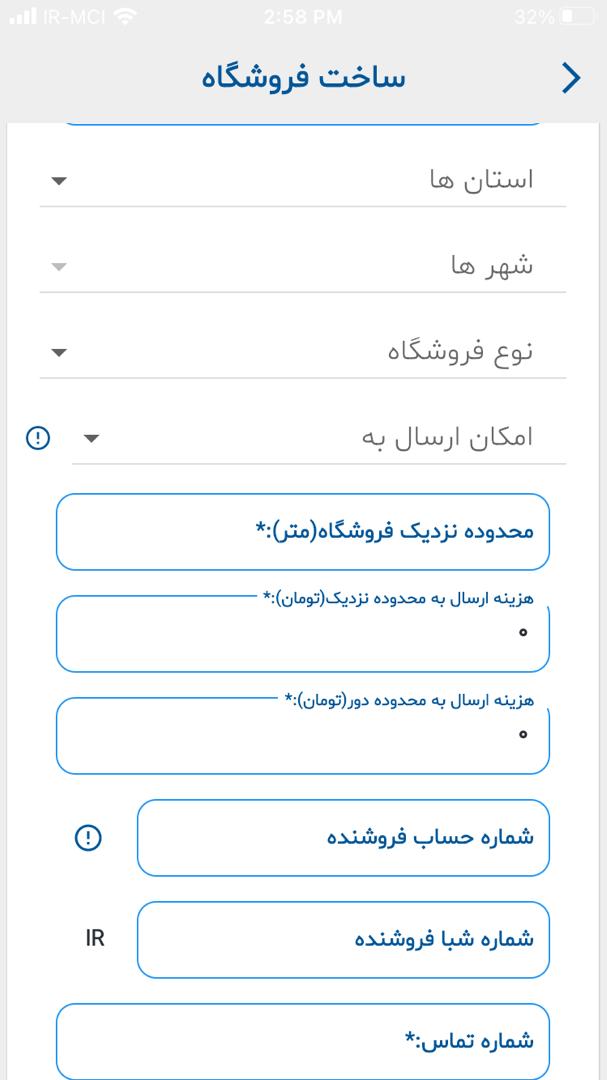 IR-MCI 2:58 PM 32%
ساخت فروشگاه
استان ها
شهر ها
نوع فروشگاه
امکان ارسال به
محدوده نزدیک فروشگاه(متر):*
هزینه ارسال به محدوده نزدیک(تومان):*
۰
هزینه ارسال به محدوده دور(تومان):*
۰
شماره حساب فروشنده
شماره شبا فروشنده
IR
شماره تماس:*